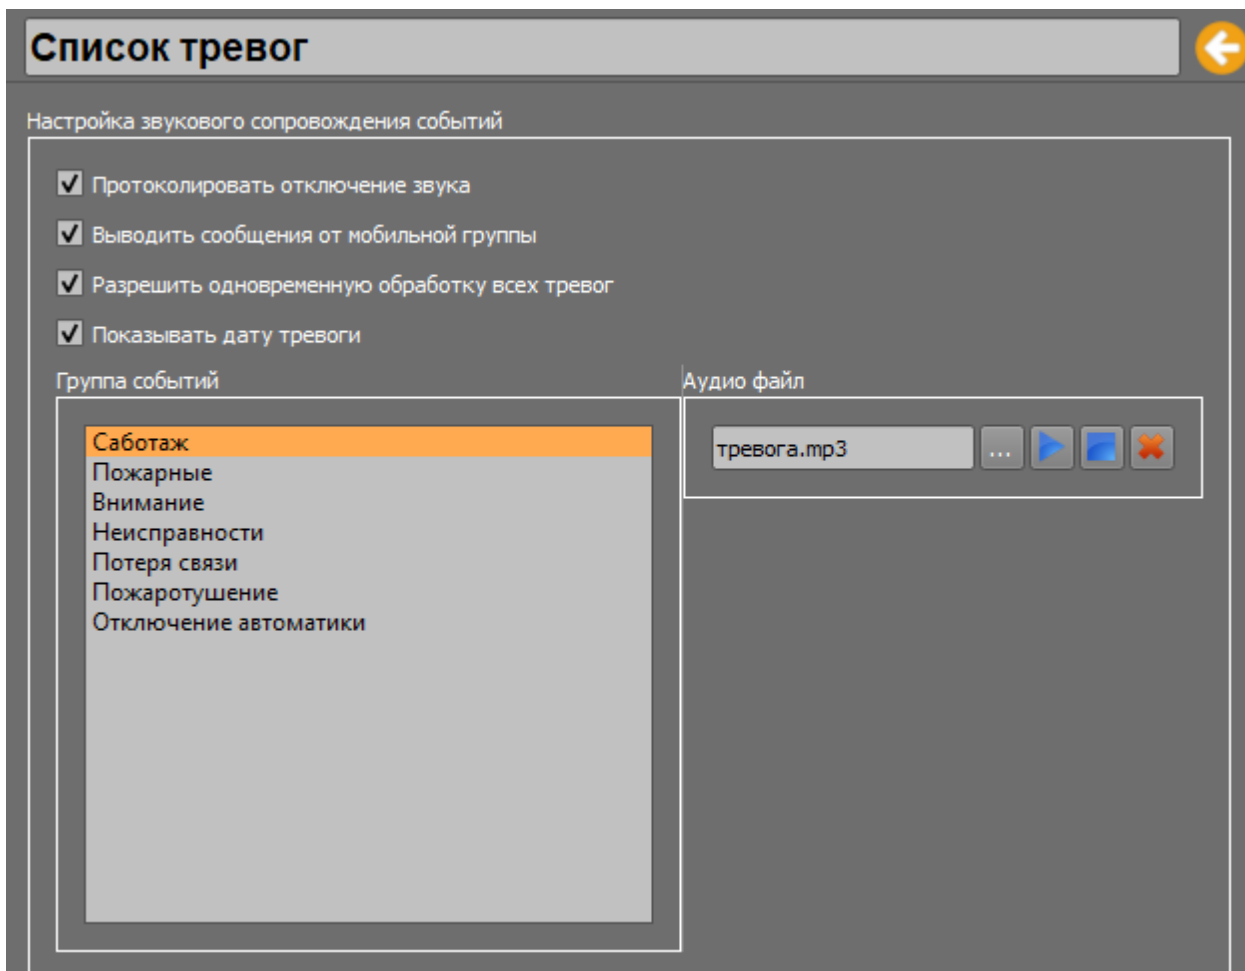 Список тревог
Настройка звукового сопровождения событий
Протоколировать отключение звука
Выводить сообщения от мобильной группы
Разрешить одновременную обработку всех тревог
Показывать дату тревоги
Группа событий
Саботаж
Пожарные
Внимание
Неисправности
Потеря связи
Пожаротушение
Отключение автоматики
Аудио файл
тревога.mp3
...